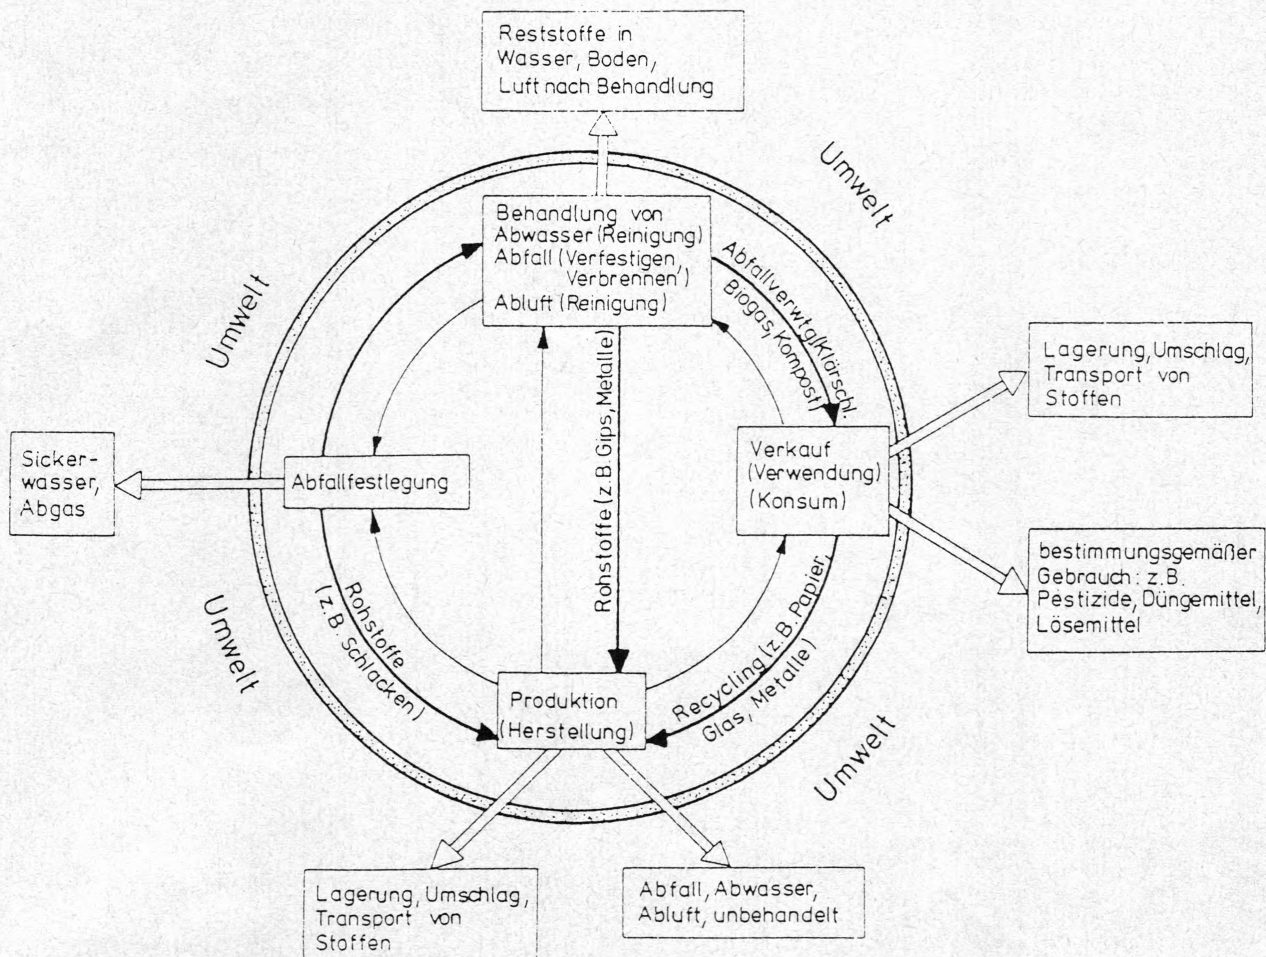 Reststoffe in
Wasser, Boden,
Luft nach Behandlung
Umwelt
Behandlung von
Abwasser (Reinigung)
Abfall (Verfestigen,
Verbrennen)
Abluft (Reinigung)
Umwelt
Abfallverwtg (Klärschl.
Biogas, Kompost)
Rohstoffe (z.B. Gips, Metalle)
Lagerung, Umschlag,
Transport von
Stoffen
Sicker-
wasser,
Abgas
Abfallfestlegung
Verkauf
(Verwendung)
(Konsum)
bestimmungsgemäßer
Gebrauch: z.B.
Pestizide, Düngemittel,
Lösemittel
Umwelt
Rohstoffe
(z.B. Schlacken)
Produktion
(Herstellung)
Recycling (z.B. Papier,
Glas, Metalle)
Umwelt
Lagerung, Umschlag,
Transport von
Stoffen
Abfall, Abwasser,
Abluft, unbehandelt